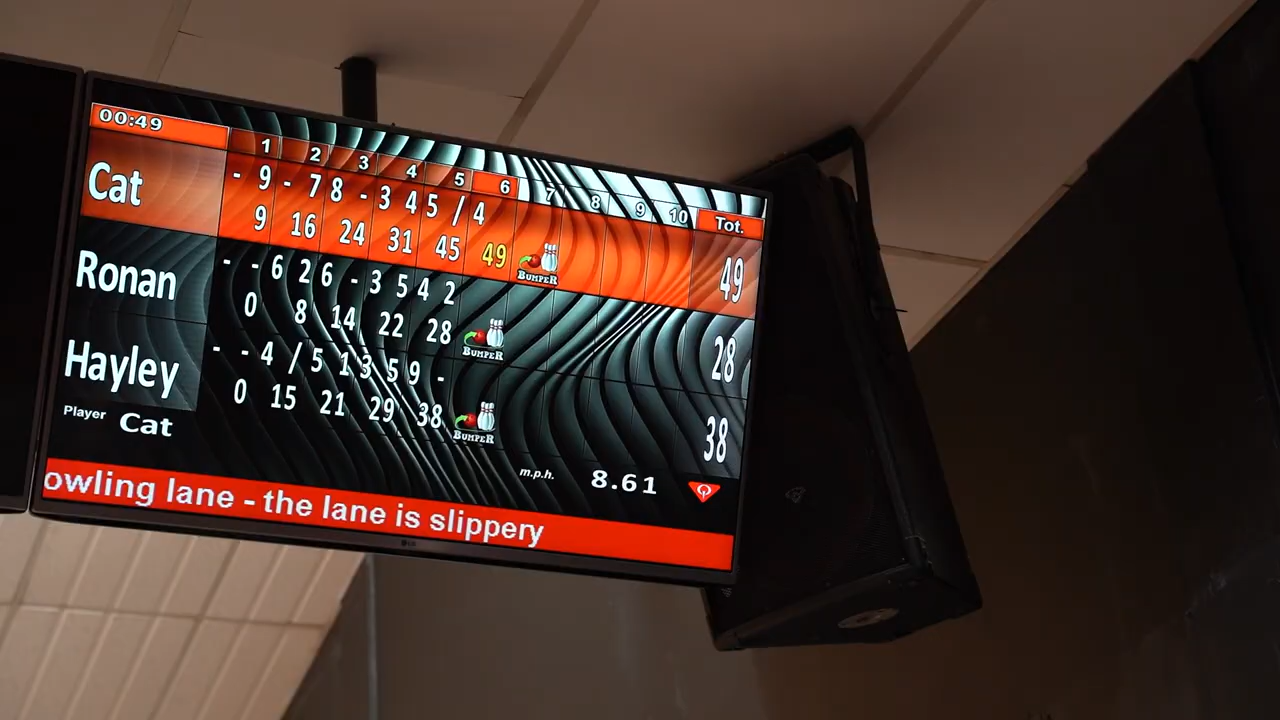 00:49 1 2 3 4 5 6 7 8 9 10 Tot.
Cat - 9 - 7 8 - 3 4 5 / 4
9 16 24 31 45 49 BUMPER 49
Ronan - - 6 2 6 - 3 5 4 2
0 8 14 22 28 BUMPER 28
Hayley - - 4 / 5 1 3 5 9 -
0 15 21 29 38 BUMPER 38
Player Cat
m.p.h. 8.61
owling lane - the lane is slippery
LG